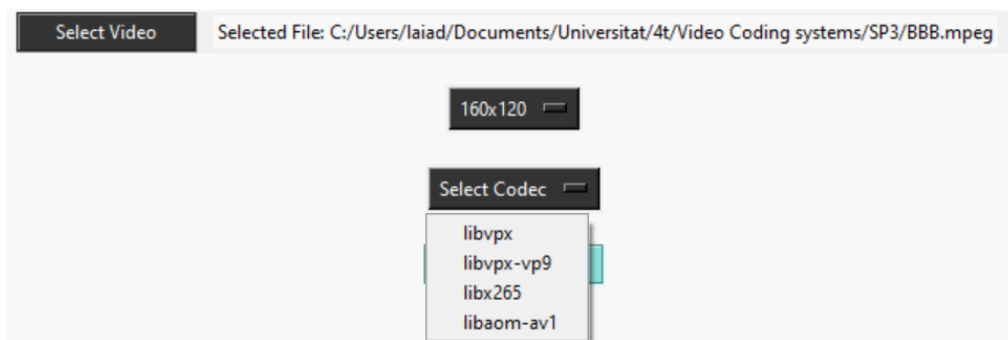 Select Video Selected File: C:/Users/laiad/Documents/Universitat/4t/Video Coding systems/SP3/BBB.mpeg
160x120
Select Codec
libvpx
libvpx-vp9
libx265
libaom-av1